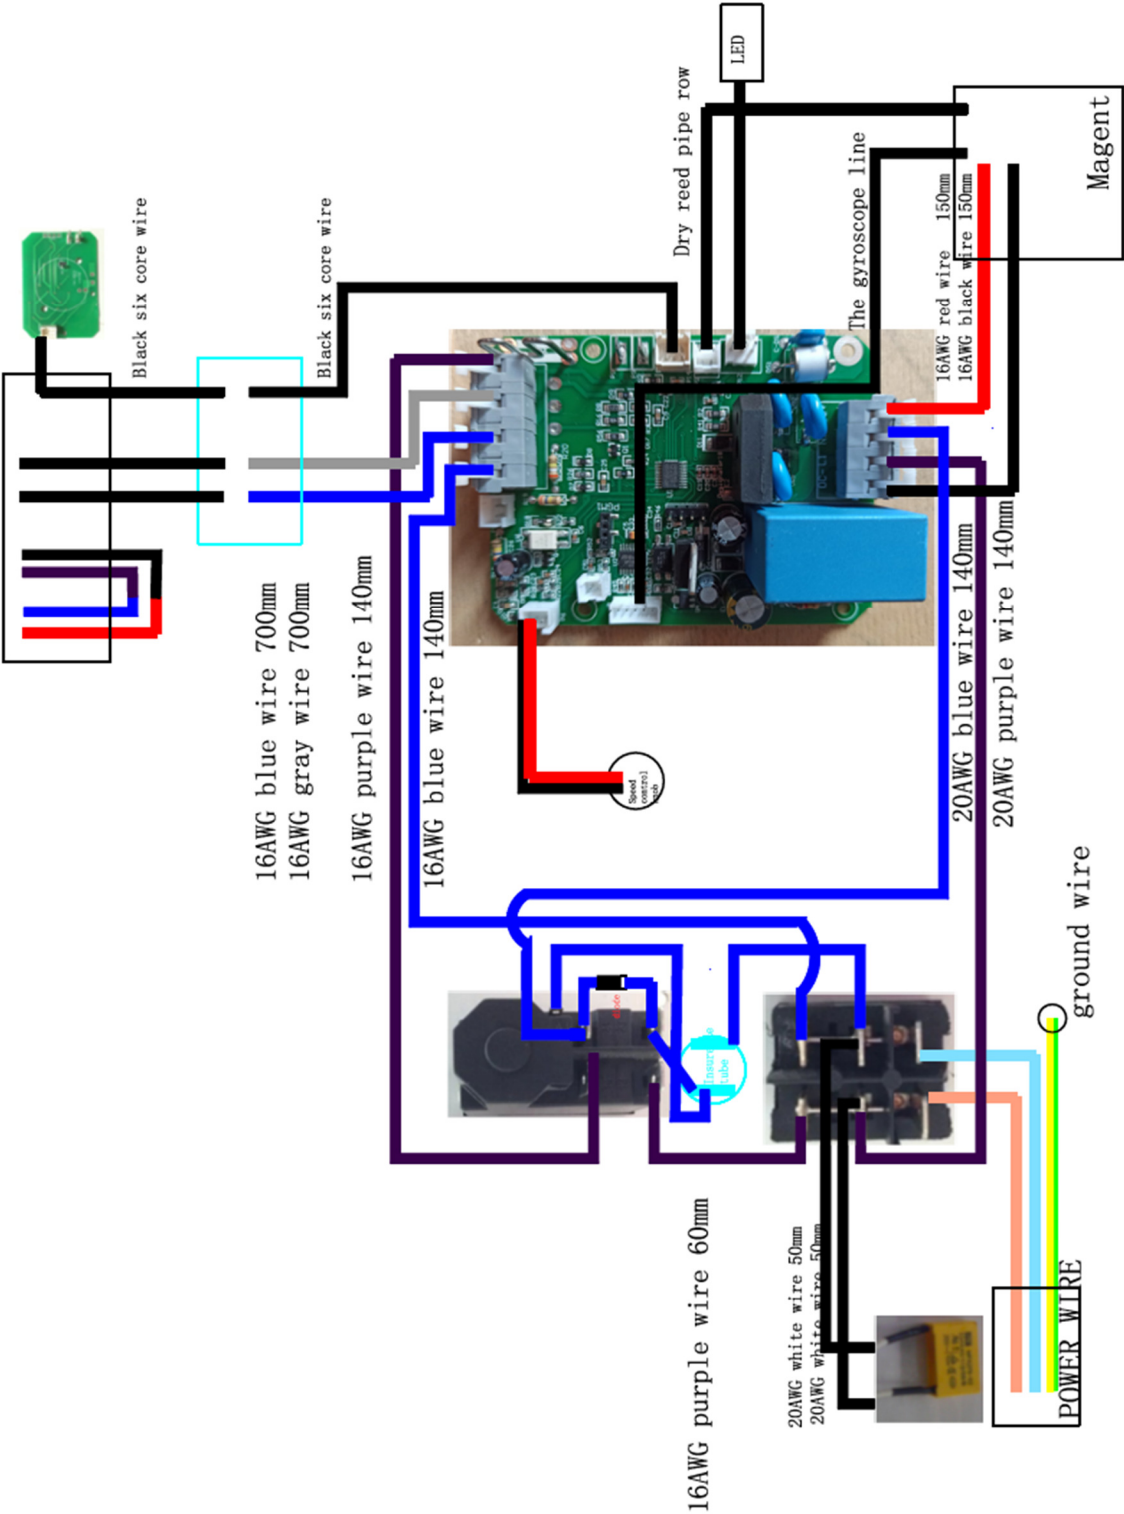 LED
Dry reed pipe row
The gyroscope line
Magent
16AWG red wire 150mm
16AWG black wire 150mm
Black six core wire
Black six core wire
16AWG blue wire 700mm
16AWG gray wire 700mm
16AWG purple wire 140mm
16AWG blue wire 140mm
20AWG blue wire 140mm
20AWG purple wire 140mm
Speed
control
knob
ground wire
Insurance
tube
16AWG purple wire 60mm
20AWG white wire 50mm
20AWG white wire 50mm
POWER WIRE